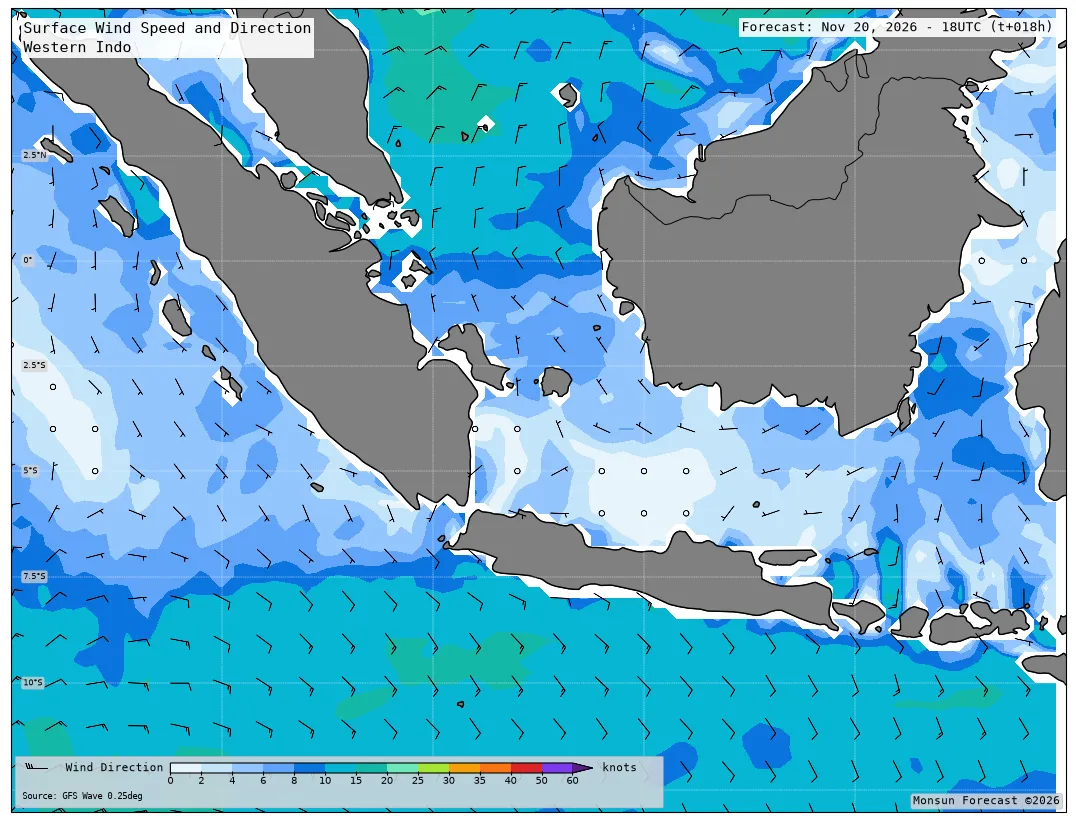 Surface Wind Speed and Direction
Western Indo
Forecast: Nov 20, 2026 - 18UTC (t+018h)
2.5°N
0°
2.5°S
5°S
7.5°S
10°S
Wind Direction
0 2 4 6 8 10 15 20 25 30 35 40 50 60
knots
Source: GFS Wave 0.25deg
Monsun Forecast ©2026